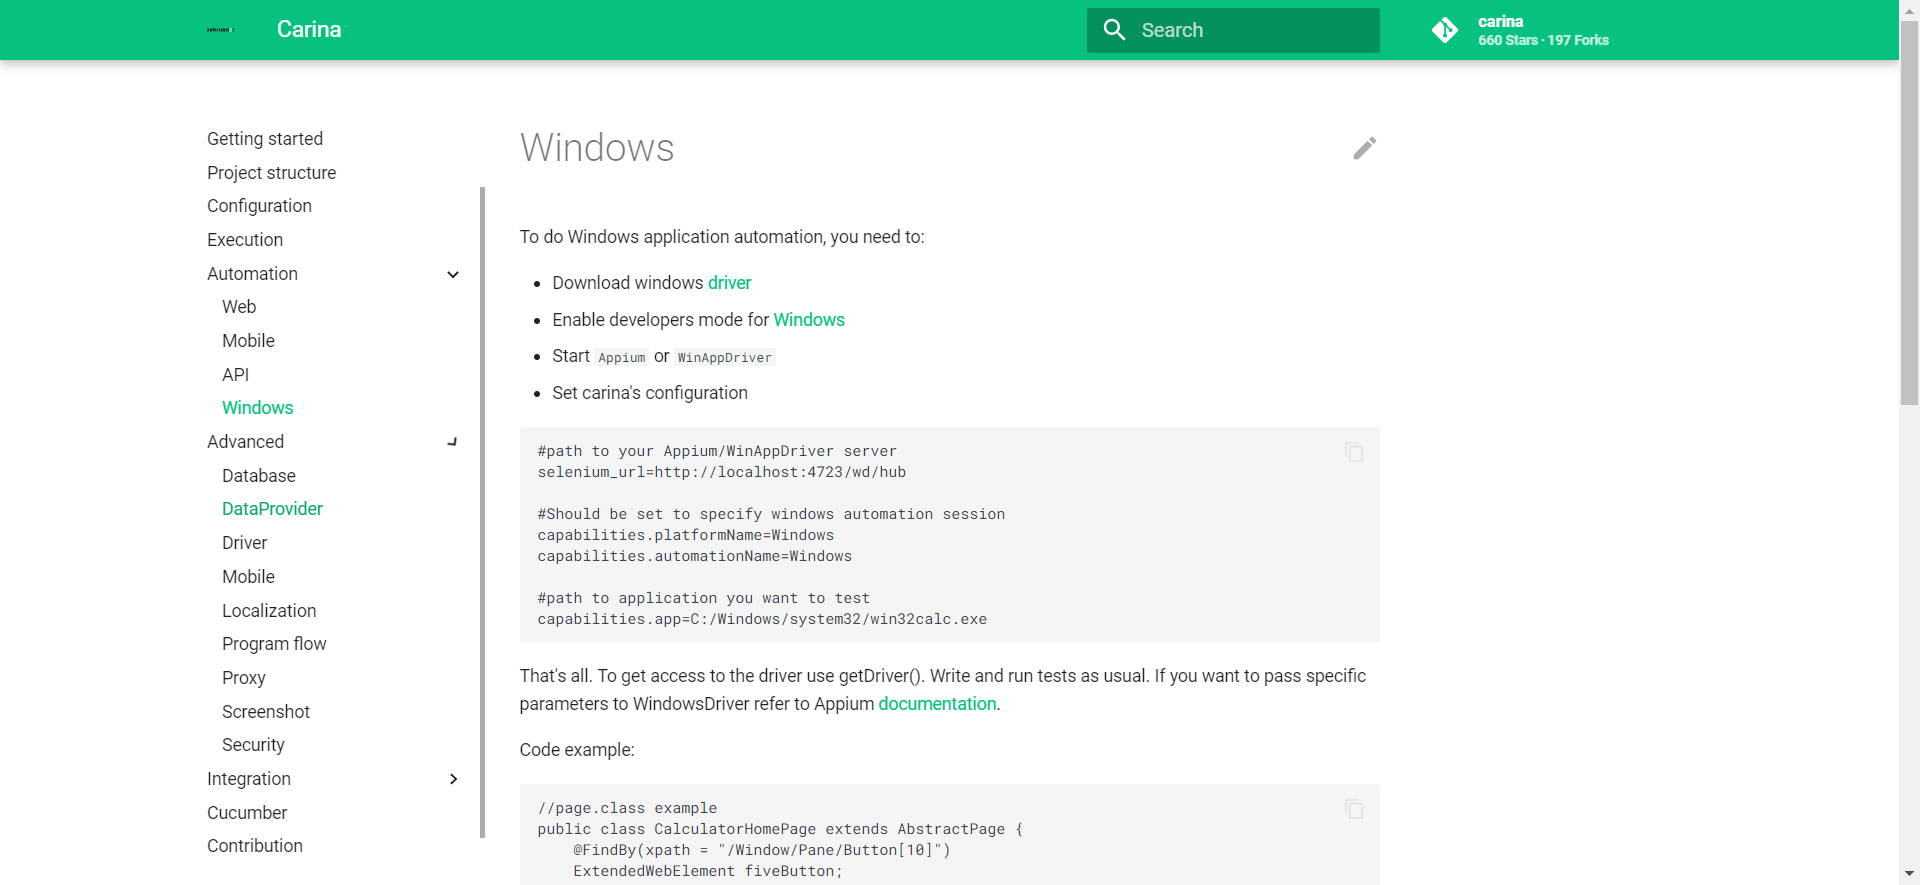 zebrunner
Carina
Search
carina
660 Stars · 197 Forks
Getting started
Project structure
Configuration
Execution
Automation
Web
Mobile
API
Windows
Advanced
Database
DataProvider
Driver
Mobile
Localization
Program flow
Proxy
Screenshot
Security
Integration
Cucumber
Contribution
Windows
To do Windows application automation, you need to:
Download windows driver
Enable developers mode for Windows
Start Appium or WinAppDriver
Set carina's configuration
#path to your Appium/WinAppDriver server
selenium_url=http://localhost:4723/wd/hub
#Should be set to specify windows automation session
capabilities.platformName=Windows
capabilities.automationName=Windows
#path to application you want to test
capabilities.app=C:/Windows/system32/win32calc.exe
That's all. To get access to the driver use getDriver(). Write and run tests as usual. If you want to pass specific
parameters to WindowsDriver refer to Appium documentation.
Code example:
//page.class example
public class CalculatorHomePage extends AbstractPage {
@FindBy(xpath = "/Window/Pane/Button[10]")
ExtendedWebElement fiveButton;